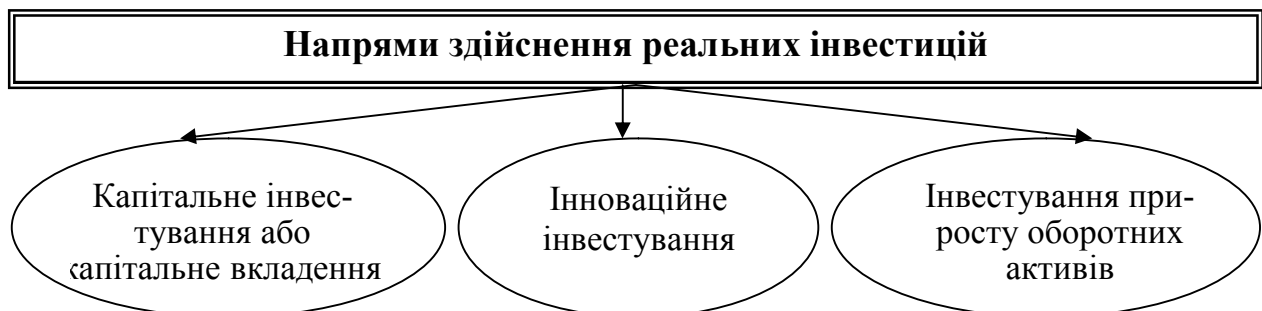 Напрями здійснення реальних інвестицій
Капітальне інвес-
тування або
капітальне вкладення
Інноваційне
інвестування
Інвестування при-
росту оборотних
активів